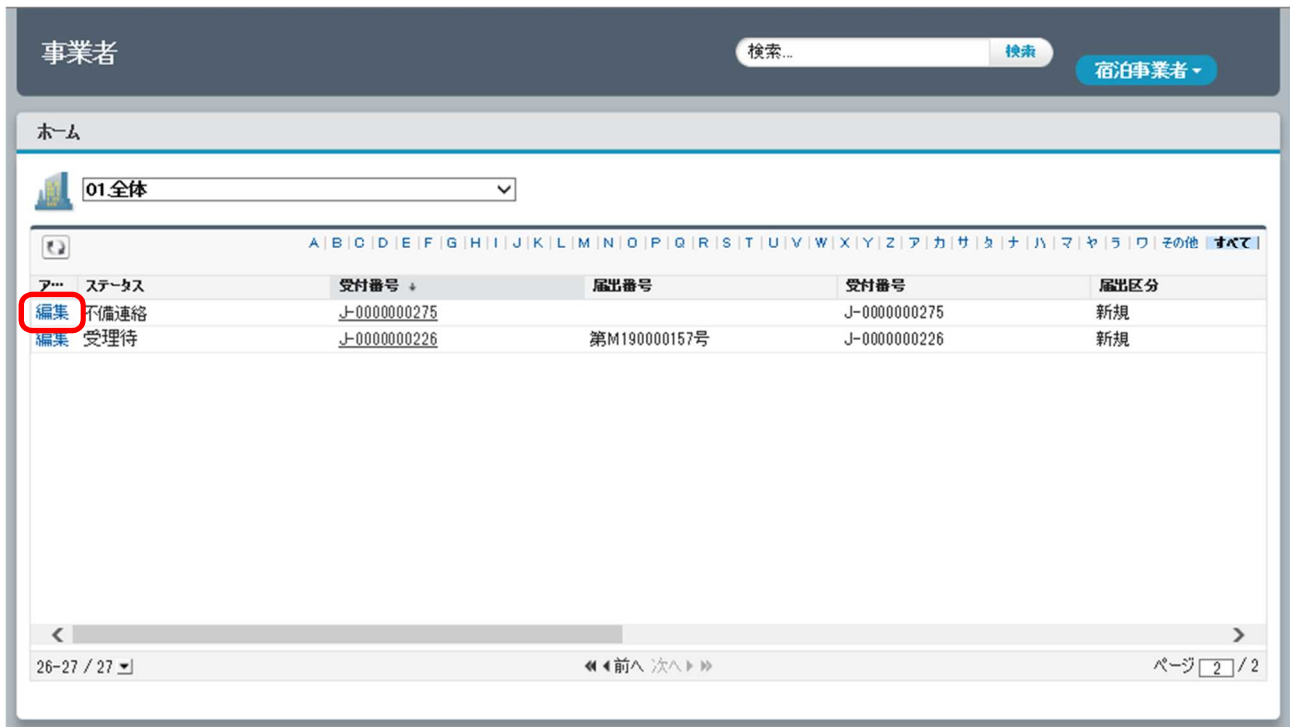 事業者
検索...
検索
宿泊事業者
ホーム
01.全体
A | B | C | D | E | F | G | H | I | J | K | L | M | N | O | P | Q | R | S | T | U | V | W | X | Y | Z | ア | カ | サ | タ | ナ | ハ | マ | ヤ | ラ | ワ | その他 | すべて |
ア… ステータス 受付番号 ↓ 届出番号 受付番号 届出区分
編集 不備連絡 J-0000000275 J-0000000275 新規
編集 受理待 J-0000000226 第M190000157号 J-0000000226 新規
26-27 / 27 前へ 次へ ページ 2 / 2